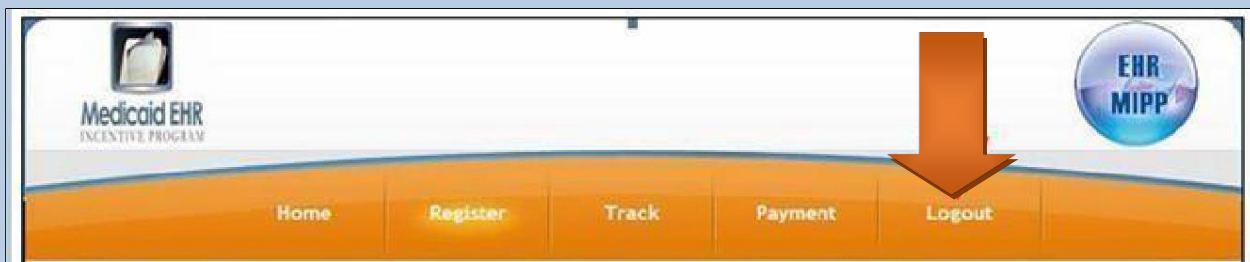 Medicaid EHR
INCENTIVE PROGRAM
EHR
MIPP
Home Register Track Payment Logout